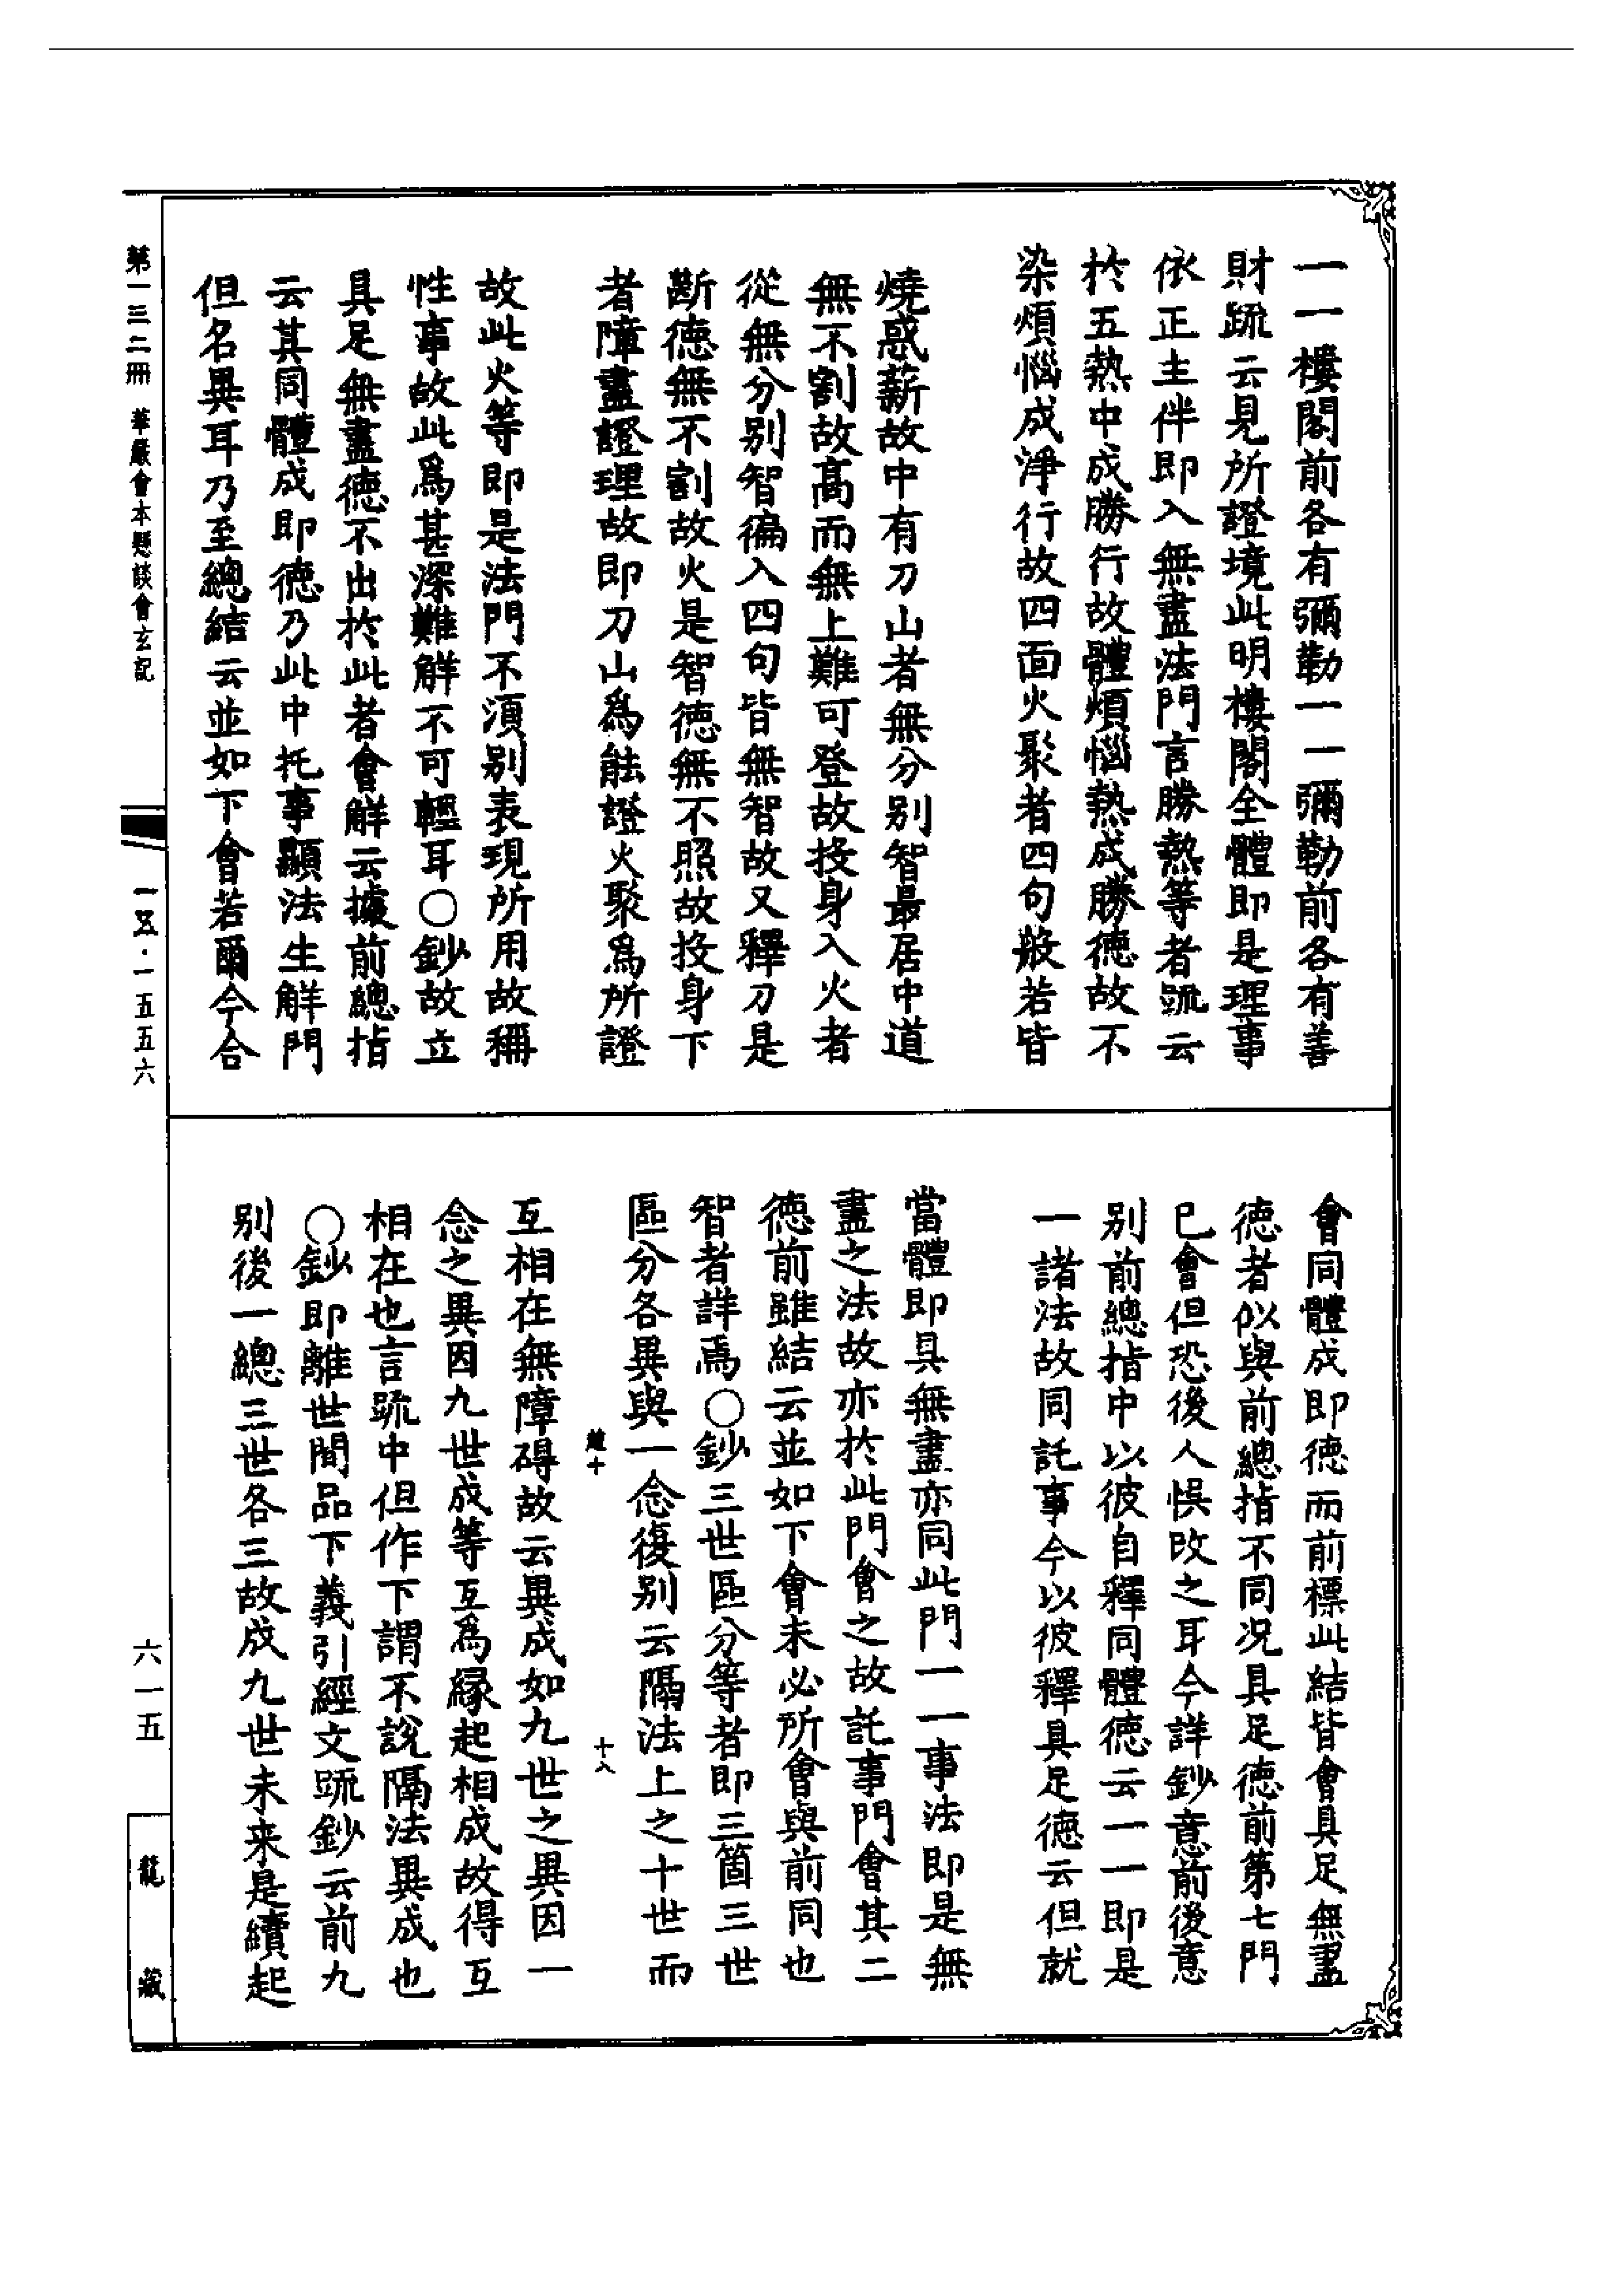 一一樓閣前各有彌勒一一彌勒前各有善
財䟽云見所證境此明樓閣全體即是理事
依正主伴即入無盡法門言勝熱等者䟽云
於五熱中成勝行故體煩惱熱成勝德故不
染煩惱成淨行故四面火聚者四句般若皆
燒惑薪故中有刀山者無分别智最居中道
無不割故髙而無上難可登故投身入火者
從無分别智徧入四句皆無智故又釋刀是
斷德無不割故火是智德無不照故投身下
者障盡證理故即刀山為能證火聚為所證
故此火等即是法門不湏别表現所用故稱
性事故此為甚深難解不可輕耳○鈔故立
具足無盡德不出於此者會解云據前總指
云其同體成即德乃此中托事顯法生解門
但名異耳乃至總結云並如下會若爾今合
會同體成即德而前標此結皆會具足無盡
德者似與前總指不同况具足德前第七門
已會但恐後人悞改之耳今詳鈔意前後意
别前總指中以彼自釋同體德云一一即是
一諸法故同託事今以彼釋具足德云但就
當體即具無盡亦同此門一一事法即是無
盡之法故亦於此門會之故託事門會其二
德前雖結云並如下會未必所會與前同也
智者詳焉○鈔三世區分等者即三箇三世
區分各異與一念復别云隔法上之十世而
十八
互相在無障碍故云異成如九世之異因一
念之異因九世成等互為緣起相成故得互
相在也言䟽中但作下謂不說隔法異成也
○鈔即離世間品下義引經文䟽鈔云前九
别後一總三世各三故成九世未来是續起
第一三二冊 華嚴會本懸談會玄記
一五·一五五六
六一五
龍藏